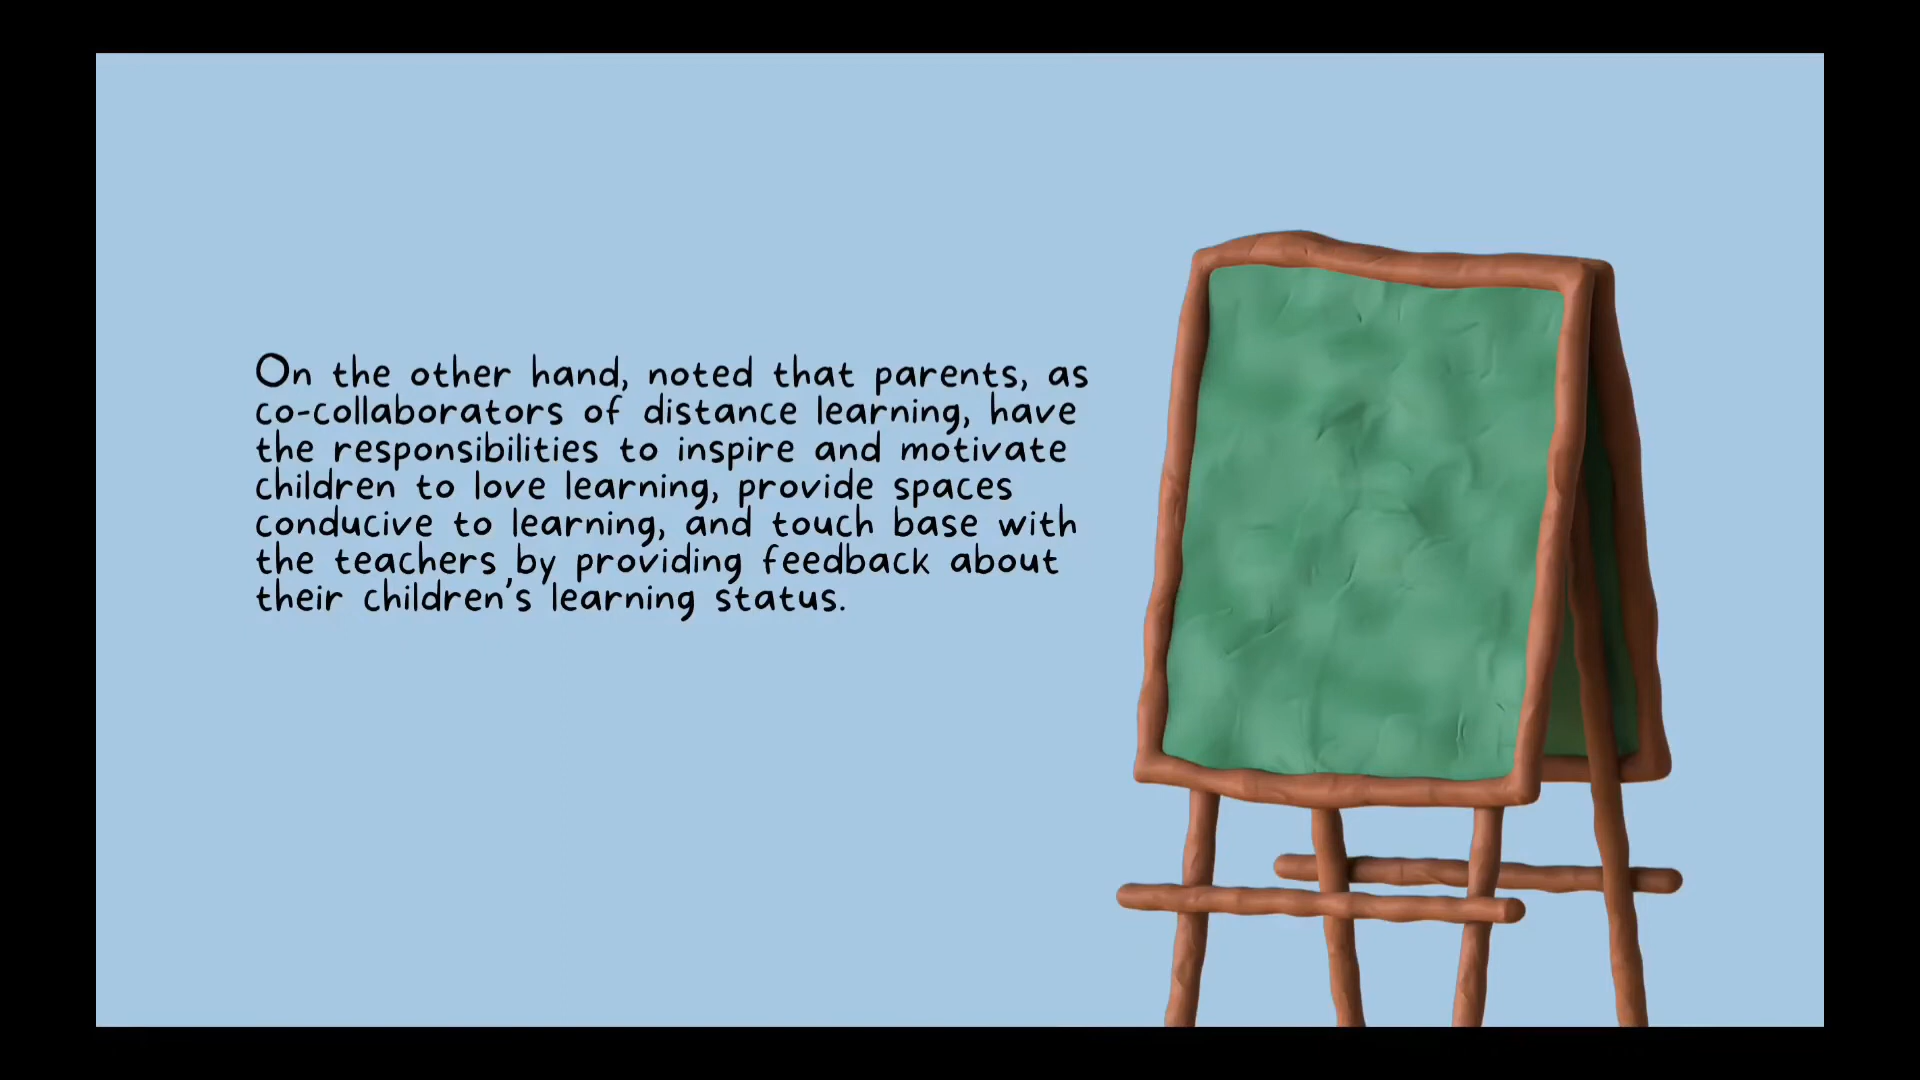 On the other hand, noted that parents, as
co-collaborators of distance learning, have
the responsibilities to inspire and motivate
children to love learning, provide spaces
conducive to learning, and touch base with
the teachers by providing feedback about
their children's learning status.